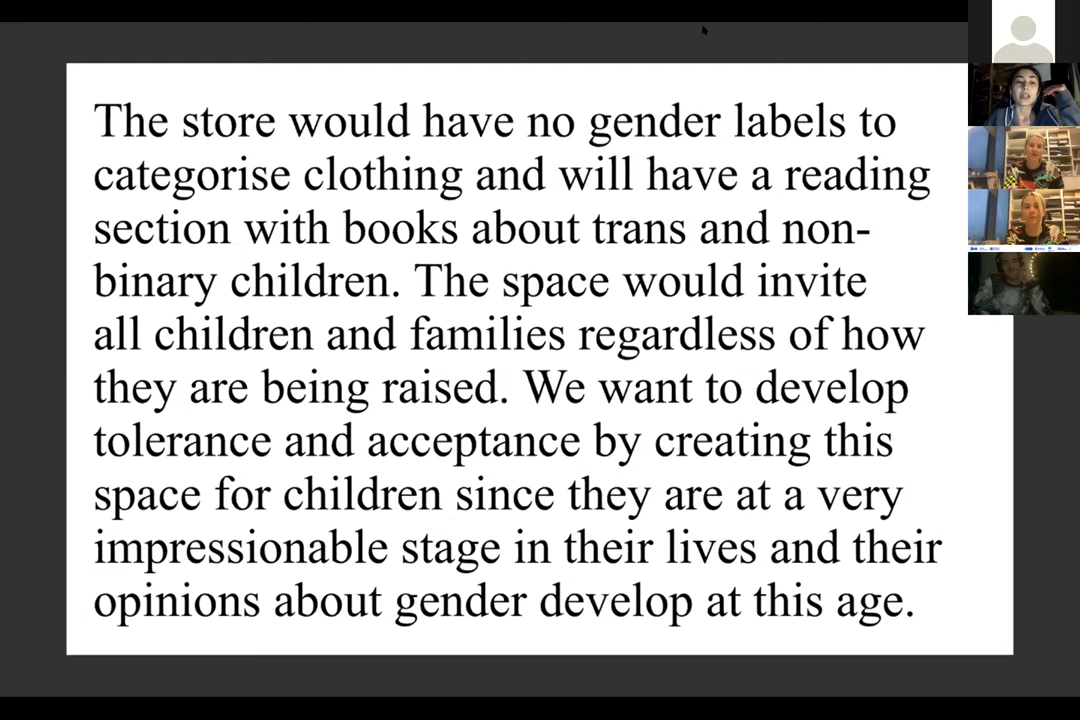 The store would have no gender labels to
categorise clothing and will have a reading
section with books about trans and non-
binary children. The space would invite
all children and families regardless of how
they are being raised. We want to develop
tolerance and acceptance by creating this
space for children since they are at a very
impressionable stage in their lives and their
opinions about gender develop at this age.